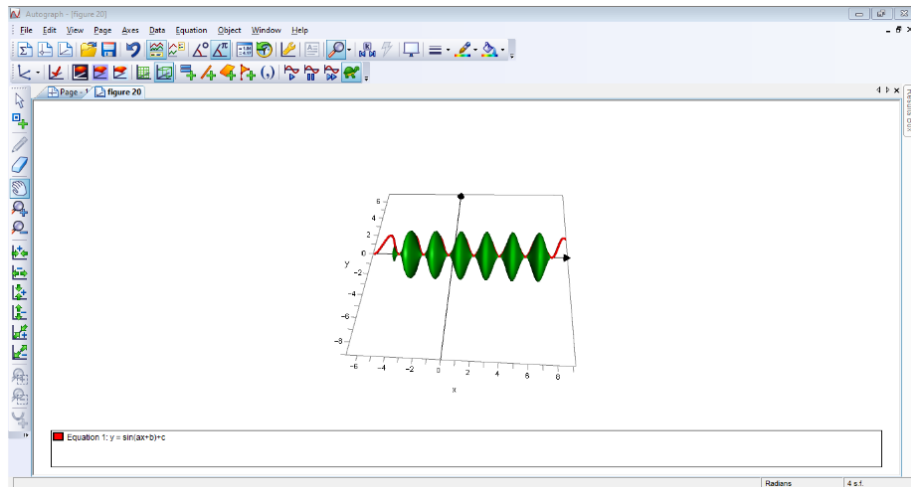 Autograph - [figure 20]
File Edit View Page Axes Data Equation Object Window Help
Page - 1 figure 20
Results Box
6
4
2
0
y
-2
-4
-6
-8
-6 -4 -2 0 2 4 6 8
x
Equation 1: y = sin(ax+b)+c
Radians 4 s.f.